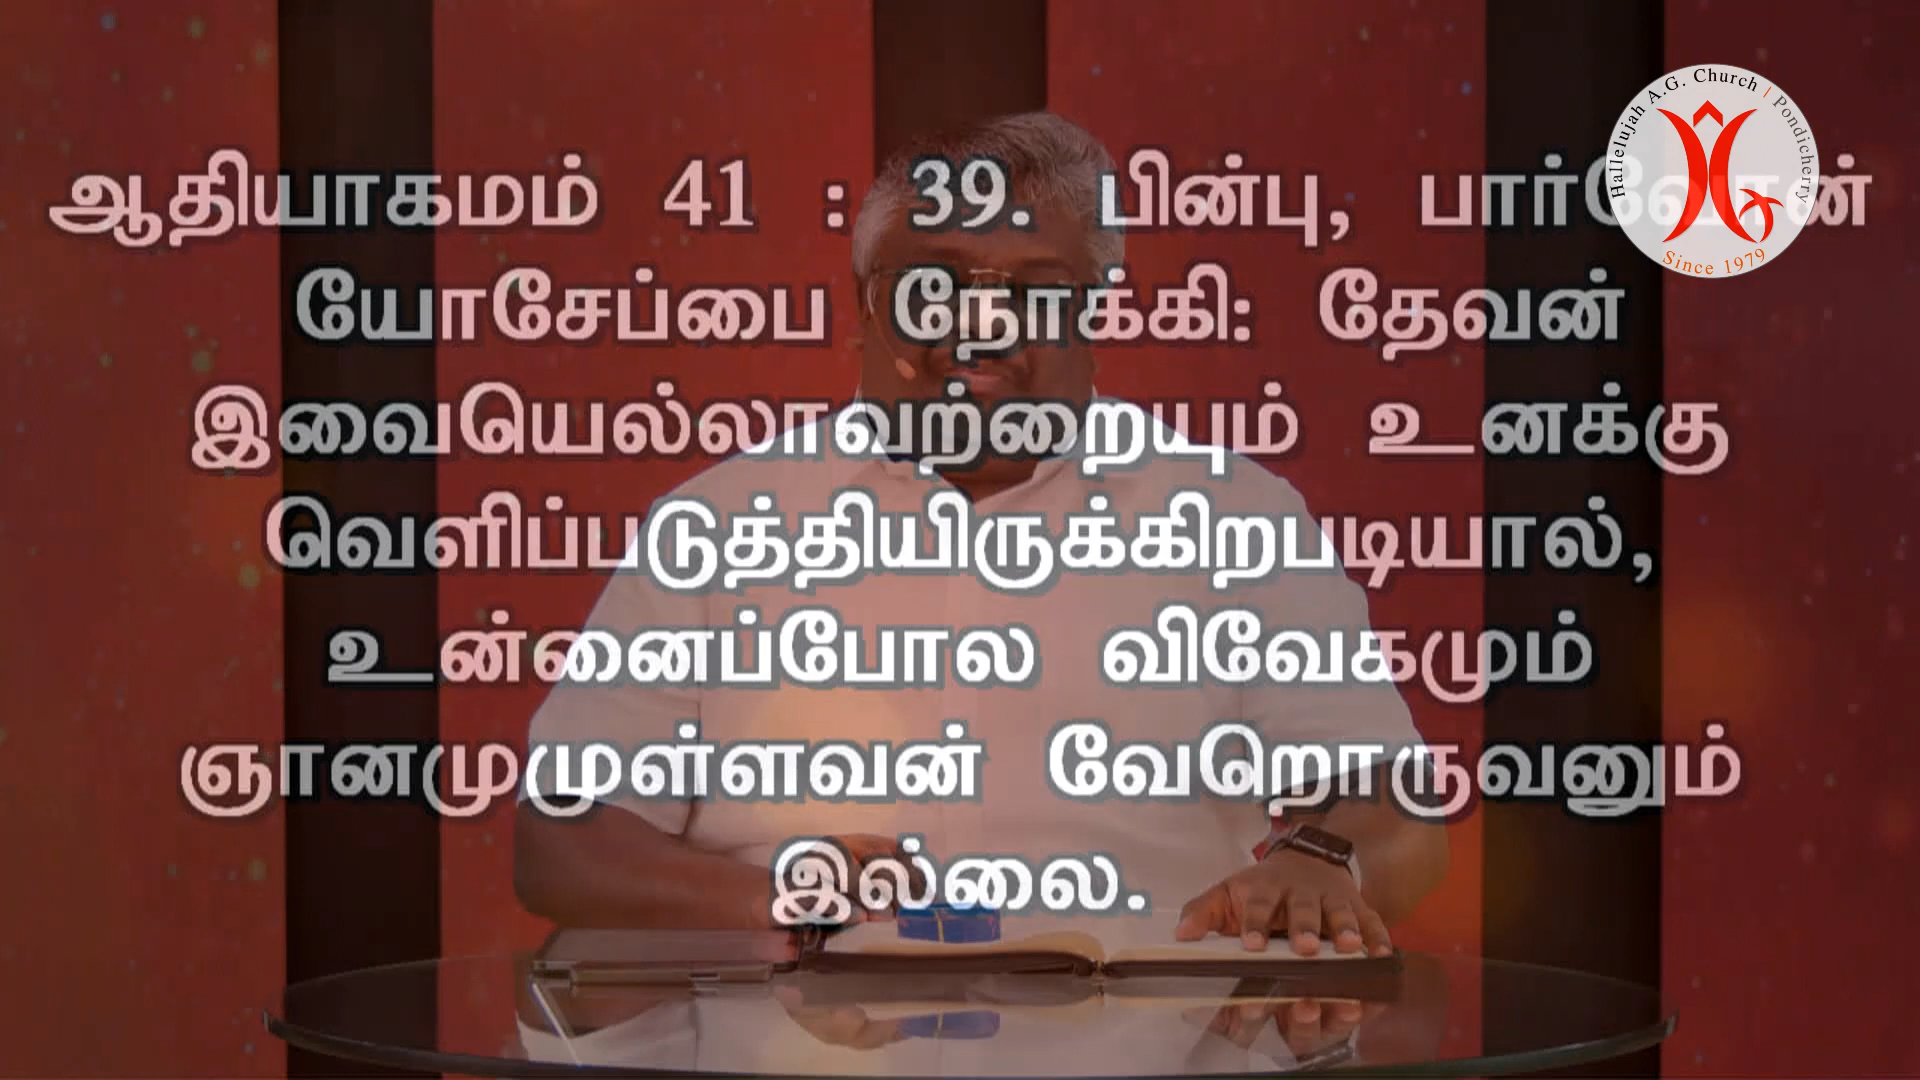 Hallelujah A.G. Church | Pondicherry
Since 1979
ஆதியாகமம் 41 : 39. பின்பு, பார்வோன்
யோசேப்பை நோக்கி: தேவன்
இவையெல்லாவற்றையும் உனக்கு
வெளிப்படுத்தியிருக்கிறபடியால்,
உன்னைப்போல விவேகமும்
ஞானமுமுள்ளவன் வேறொருவனும்
இல்லை.